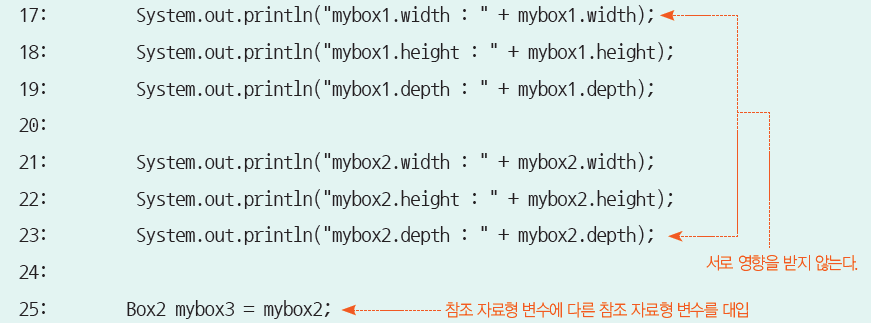 17: System.out.println("mybox1.width : " + mybox1.width);
18: System.out.println("mybox1.height : " + mybox1.height);
19: System.out.println("mybox1.depth : " + mybox1.depth);
20:
21: System.out.println("mybox2.width : " + mybox2.width);
22: System.out.println("mybox2.height : " + mybox2.height);
23: System.out.println("mybox2.depth : " + mybox2.depth);
서로 영향을 받지 않는다.
24:
25: Box2 mybox3 = mybox2; 참조 자료형 변수에 다른 참조 자료형 변수를 대입